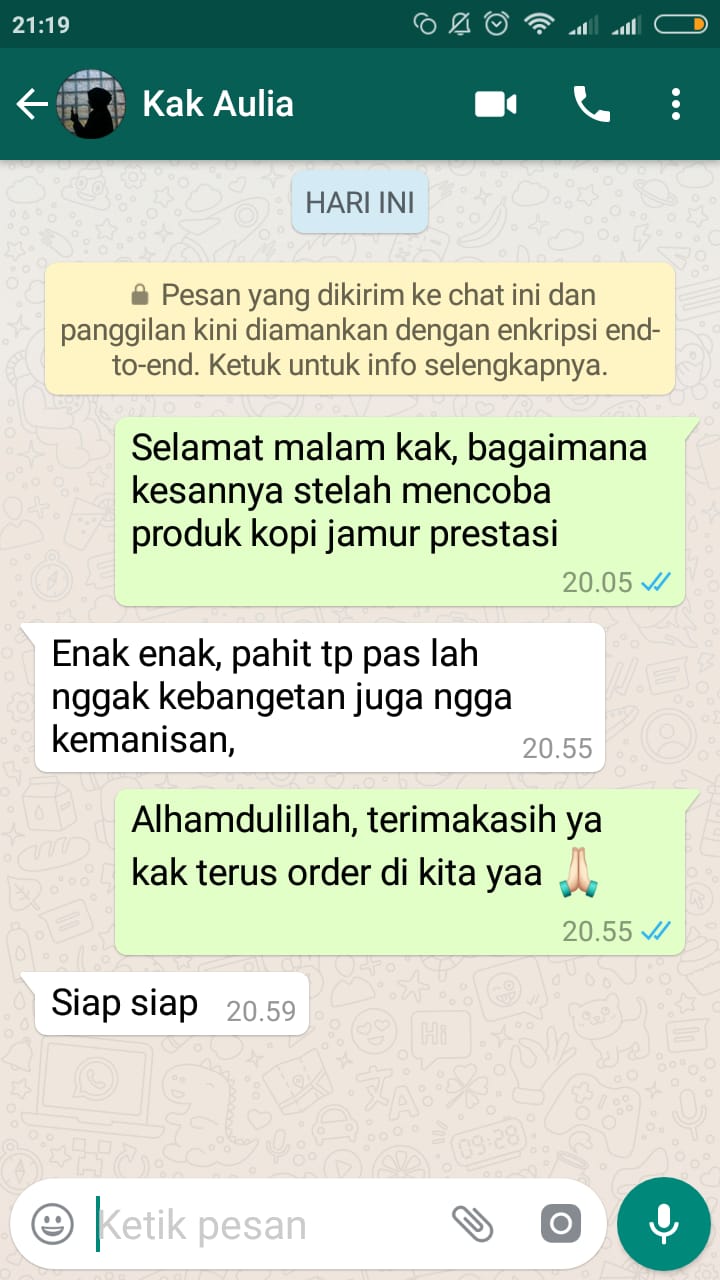 21:19
Kak Aulia
HARI INI
Pesan yang dikirim ke chat ini dan
panggilan kini diamankan dengan enkripsi end-
to-end. Ketuk untuk info selengkapnya.
Selamat malam kak, bagaimana
kesannya stelah mencoba
produk kopi jamur prestasi
20.05
Enak enak, pahit tp pas lah
nggak kebangetan juga ngga
kemanisan,
20.55
Alhamdulillah, terimakasih ya
kak terus order di kita yaa 🙏🏻
20.55
Siap siap 20.59
Hi
09:28
Ketik pesan